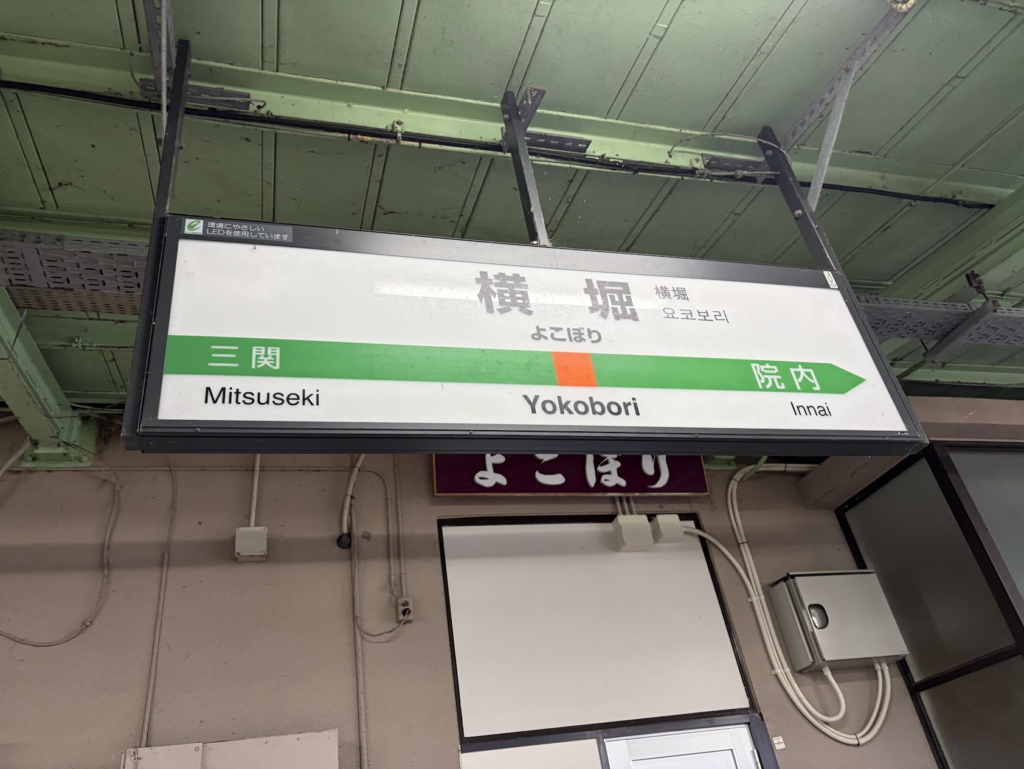 環境にやさしい
LEDを使用しています
横堀
横堀
요코보리
よこぼり
三関
院内
Mitsuseki
Yokobori
Innai
よこぼり